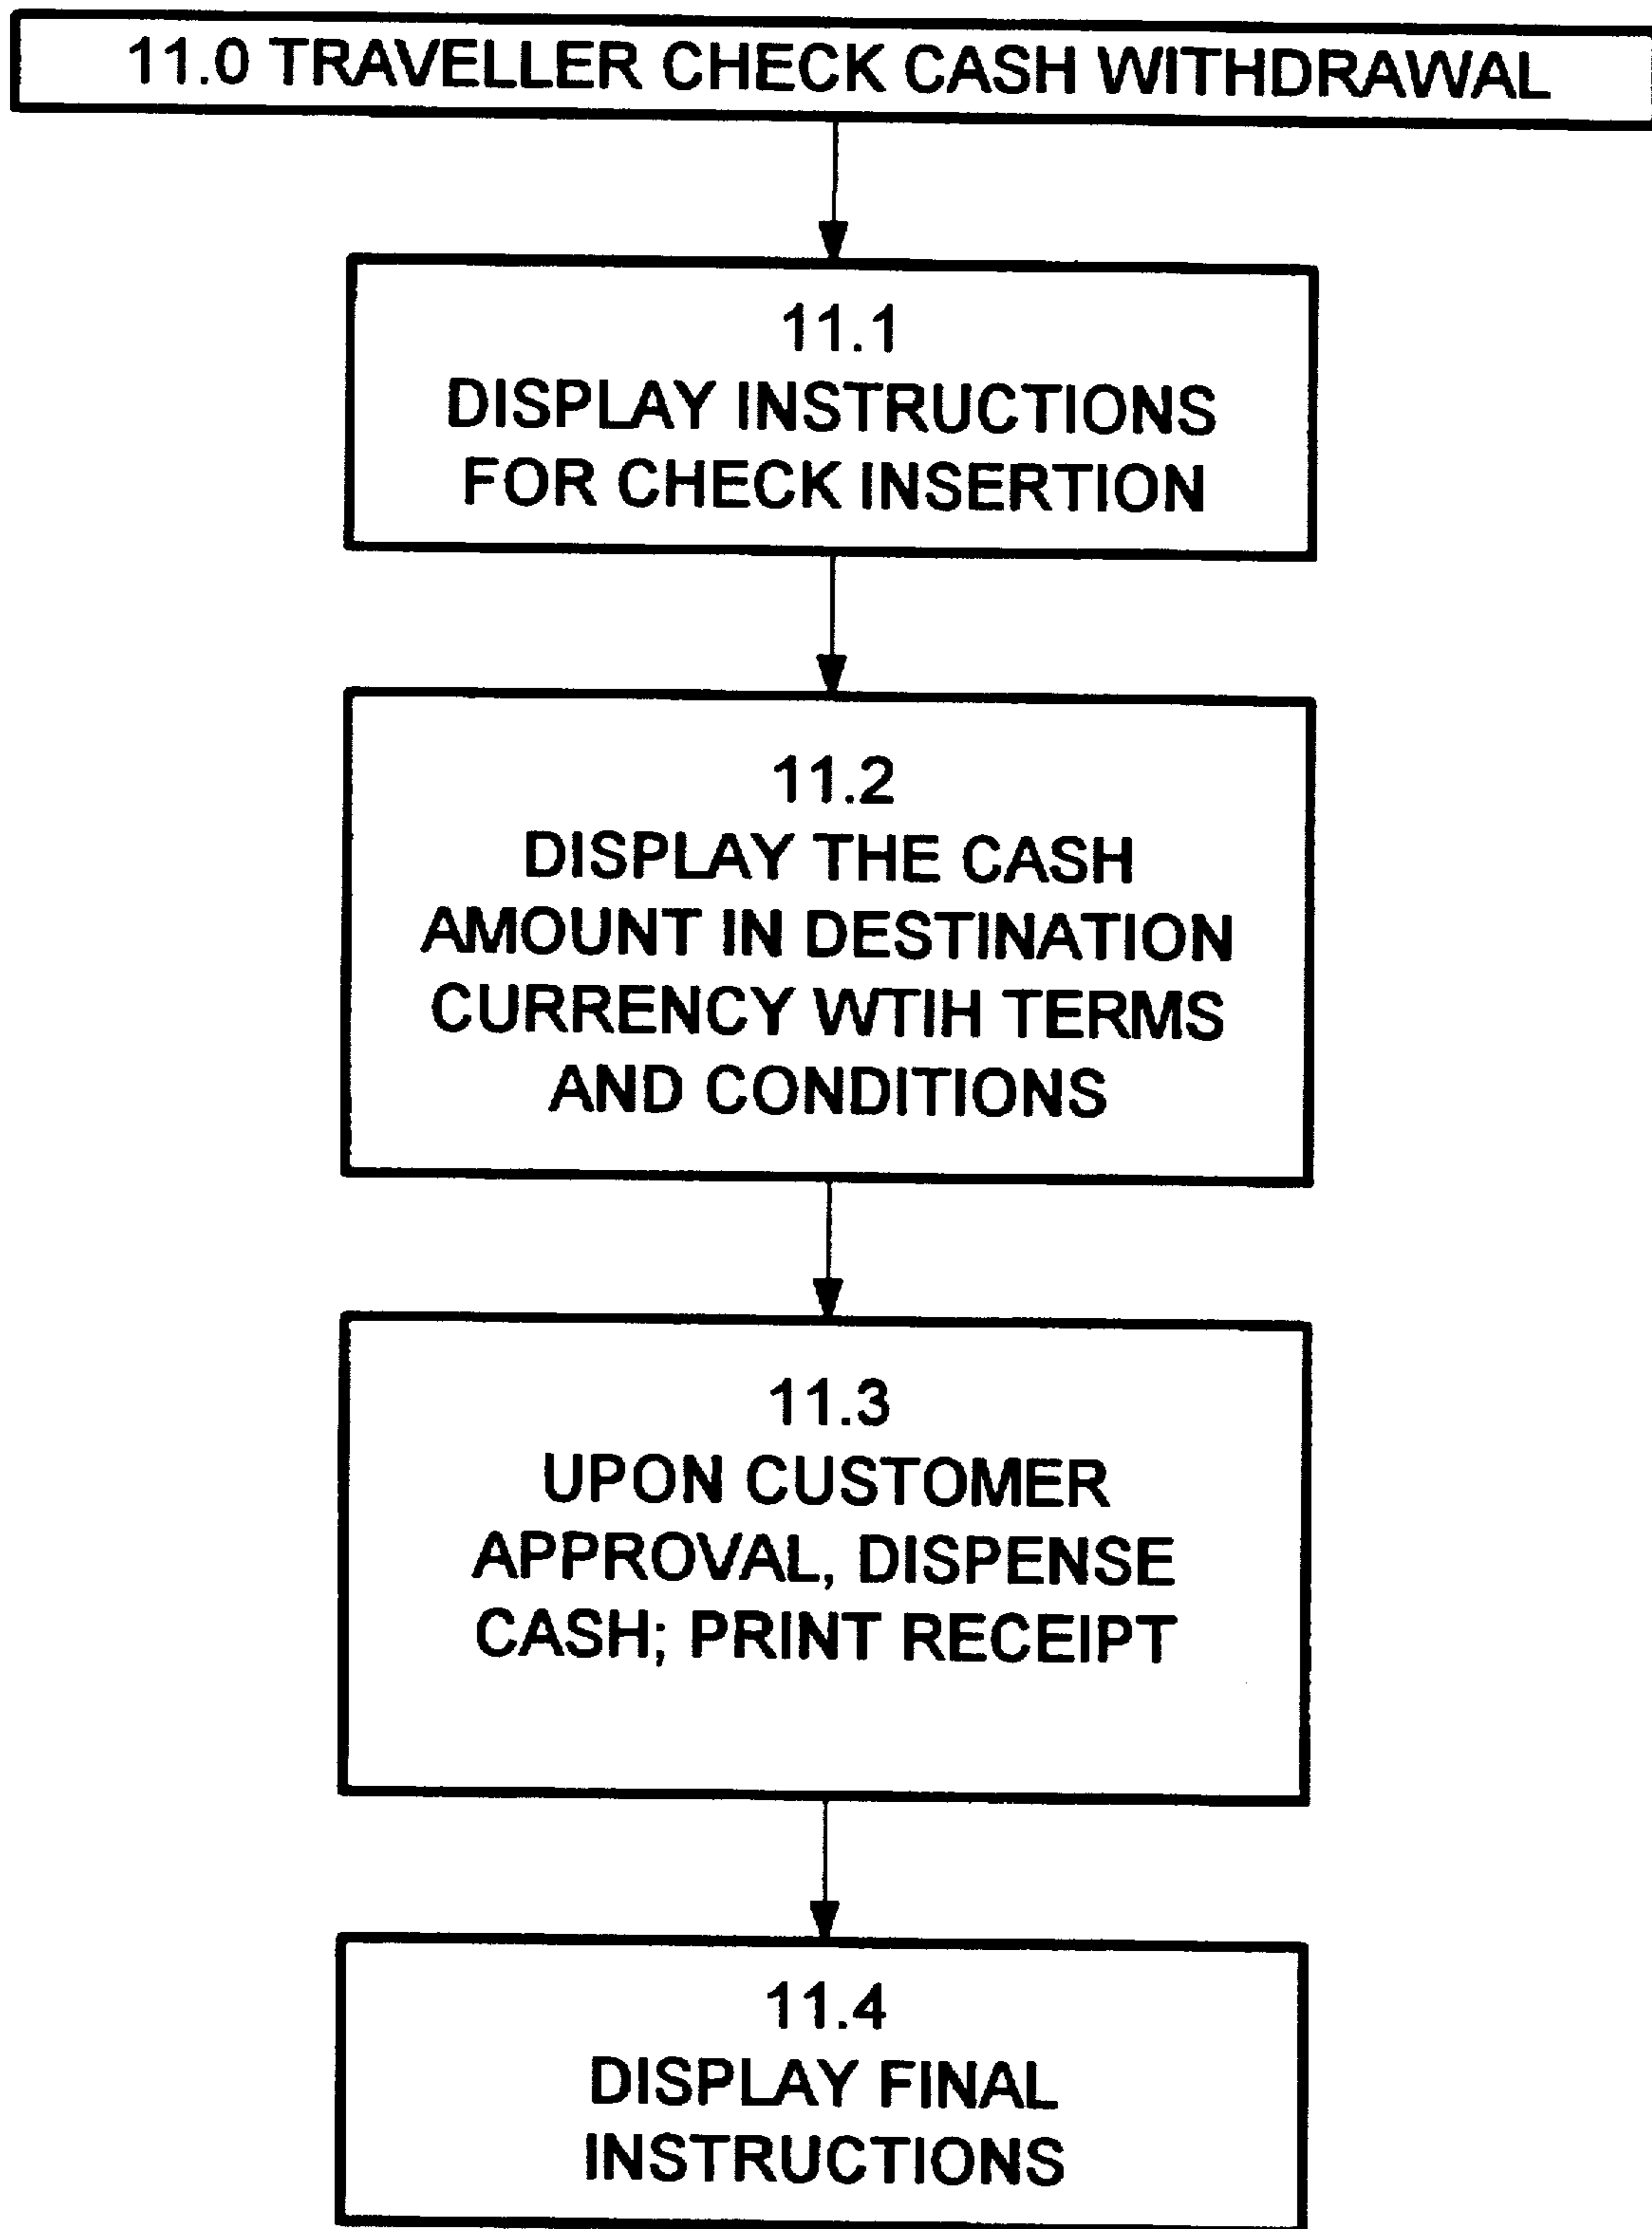 11.0 TRAVELLER CHECK CASH WITHDRAWAL
11.1
DISPLAY INSTRUCTIONS
FOR CHECK INSERTION
11.2
DISPLAY THE CASH
AMOUNT IN DESTINATION
CURRENCY WTIH TERMS
AND CONDITIONS
11.3
UPON CUSTOMER
APPROVAL, DISPENSE
CASH; PRINT RECEIPT
11.4
DISPLAY FINAL
INSTRUCTIONS